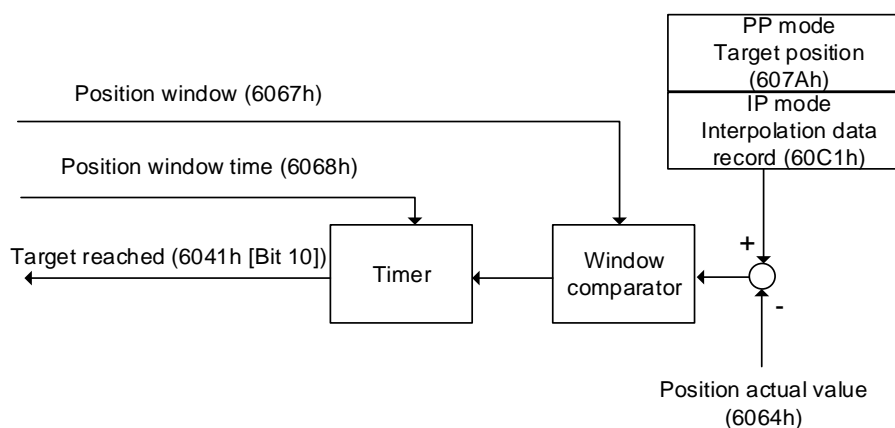 PP mode
Target position
(607Ah)
IP mode
Interpolation data
record (60C1h)
Position window (6067h)
Position window time (6068h)
Target reached (6041h [Bit 10])
Timer
Window
comparator
+
-
Position actual value
(6064h)